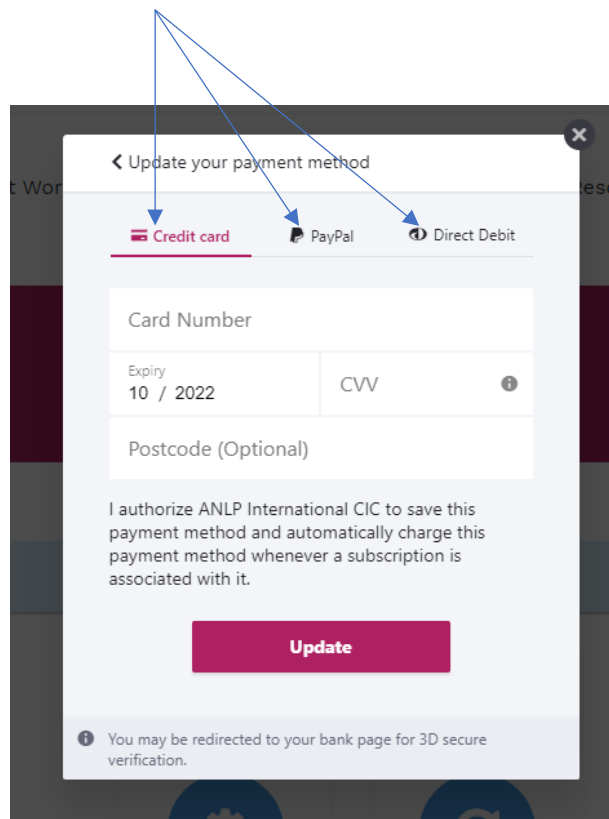 Update your payment method
t Wor
Reso
Credit card
PayPal
Direct Debit
Card Number
Expiry
10 / 2022
CVV
Postcode (Optional)
I authorize ANLP International CIC to save this
payment method and automatically charge this
payment method whenever a subscription is
associated with it.
Update
You may be redirected to your bank page for 3D secure
verification.